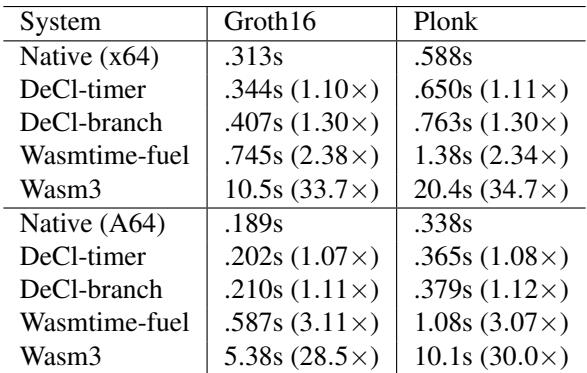 System Groth16 Plonk
Native (x64) .313s .588s
DeCl-timer .344s (1.10×) .650s (1.11×)
DeCl-branch .407s (1.30×) .763s (1.30×)
Wasmtime-fuel .745s (2.38×) 1.38s (2.34×)
Wasm3 10.5s (33.7×) 20.4s (34.7×)
Native (A64) .189s .338s
DeCl-timer .202s (1.07×) .365s (1.08×)
DeCl-branch .210s (1.11×) .379s (1.12×)
Wasmtime-fuel .587s (3.11×) 1.08s (3.07×)
Wasm3 5.38s (28.5×) 10.1s (30.0×)